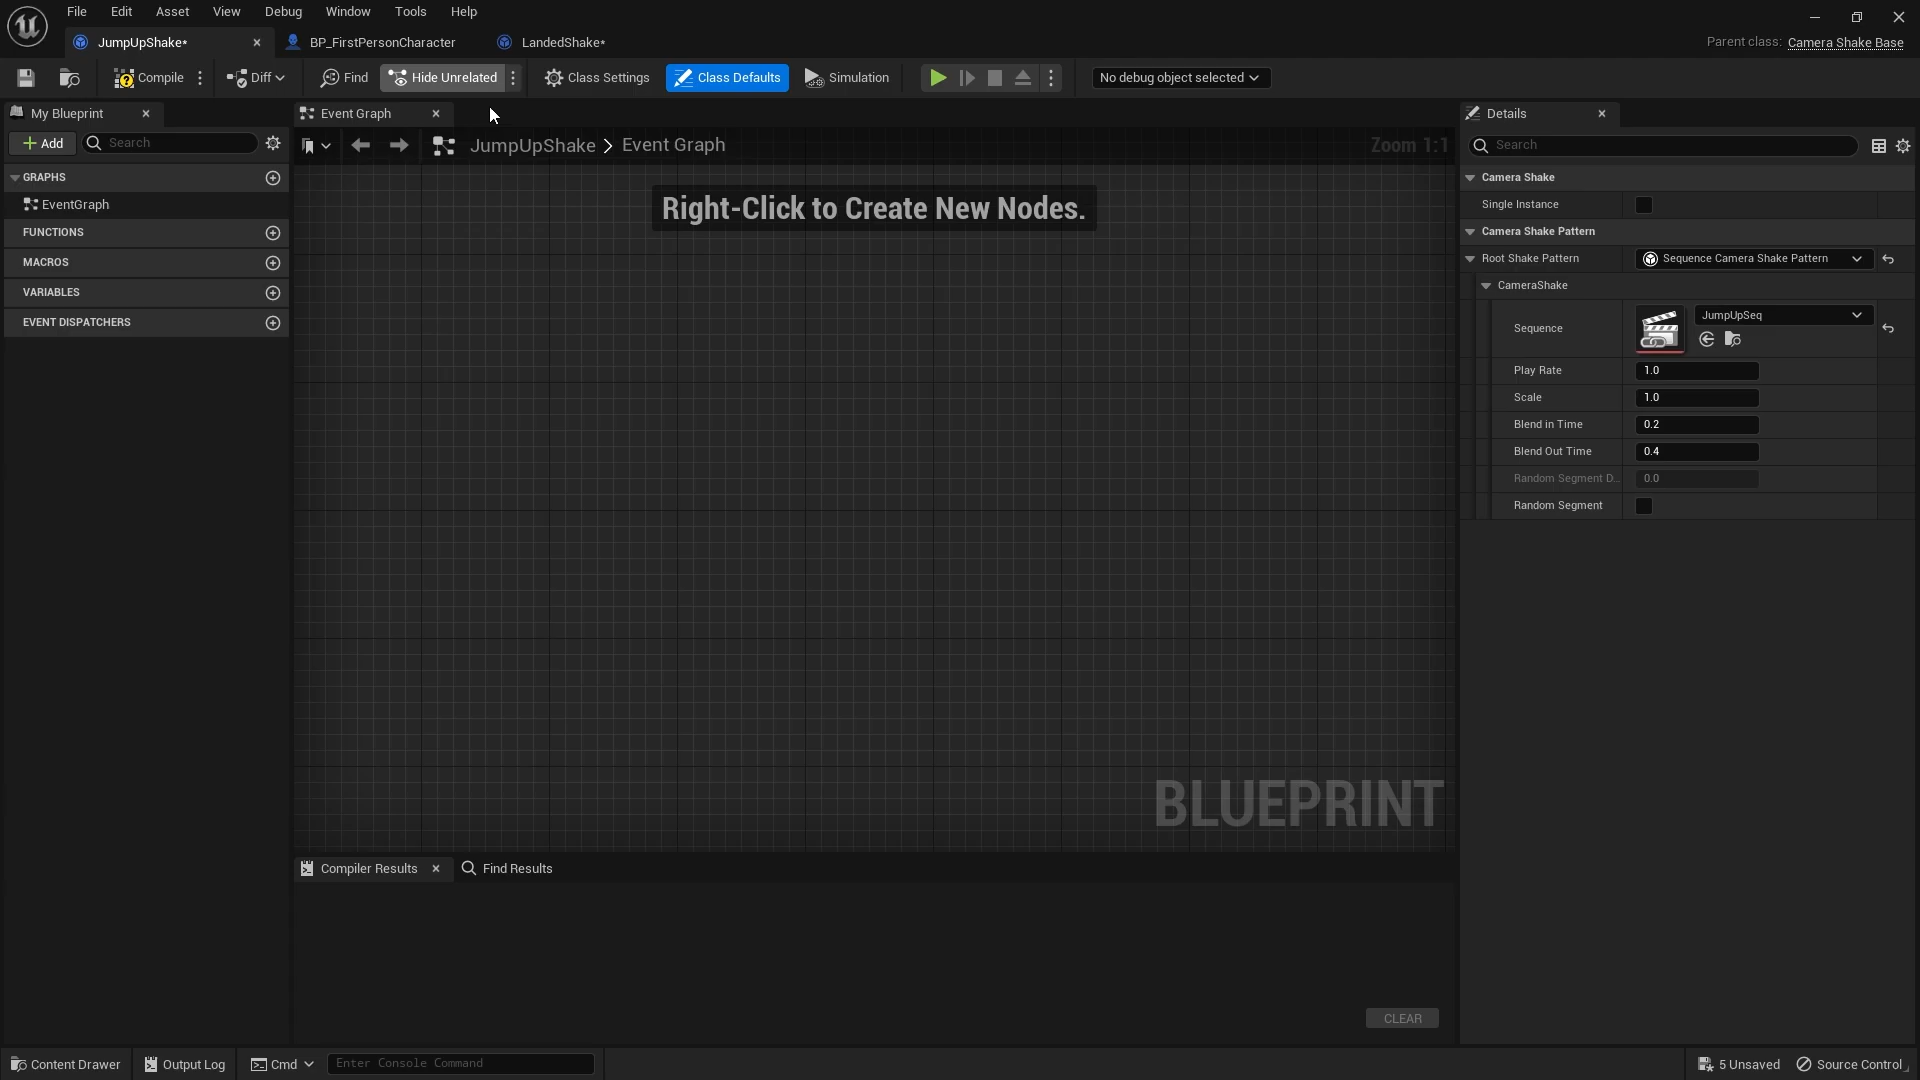 File Edit Asset View Debug Window Tools Help
JumpUpShake* BP_FirstPersonCharacter LandedShake* Parent class: Camera Shake Base
Compile Diff Find Hide Unrelated Class Settings Class Defaults Simulation No debug object selected
My Blueprint Event Graph Details
Add Search JumpUpShake > Event Graph Zoom 1:1 Search
GRAPHS
EventGraph
FUNCTIONS
MACROS
VARIABLES
EVENT DISPATCHERS
Right-Click to Create New Nodes.
BLUEPRINT
Camera Shake
Single Instance
Camera Shake Pattern
Root Shake Pattern Sequence Camera Shake Pattern
CameraShake
Sequence JumpUpSeq
Play Rate 1.0
Scale 1.0
Blend in Time 0.2
Blend Out Time 0.4
Random Segment D... 0.0
Random Segment
Compiler Results Find Results
CLEAR
Content Drawer Output Log Cmd Enter Console Command 5 Unsaved Source Control